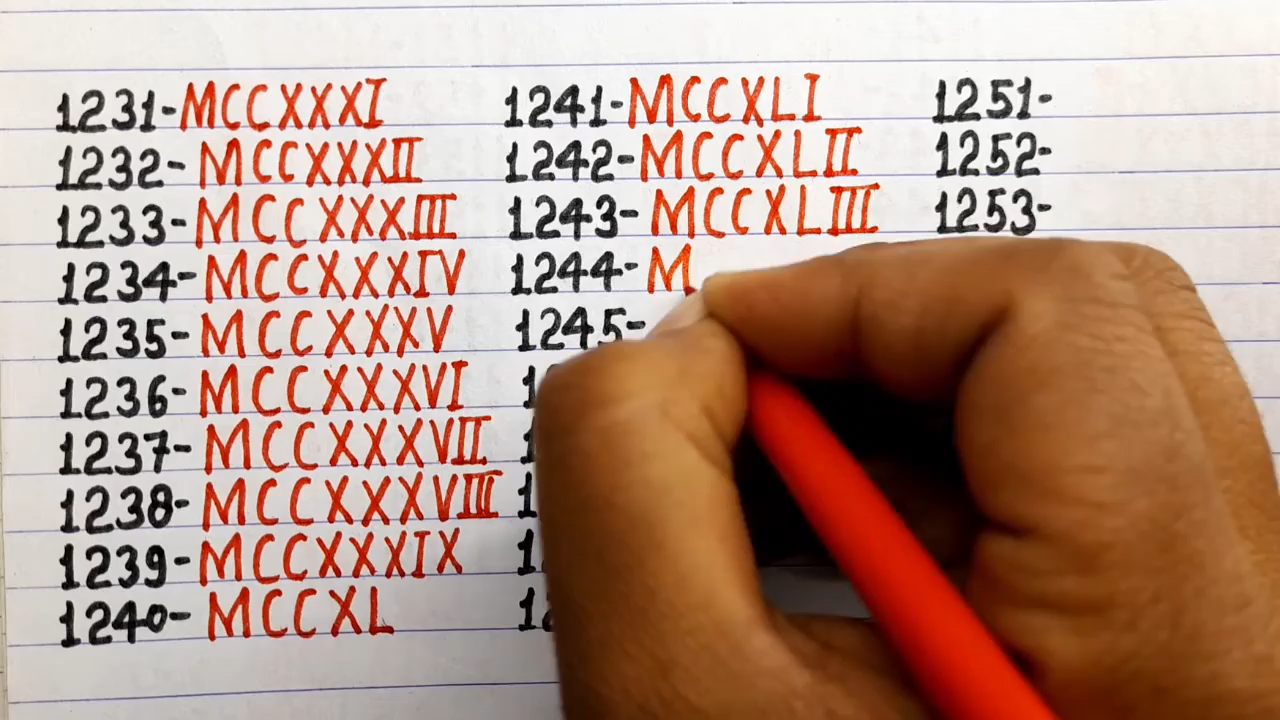 1231-MCCXXXI
1232-MCCXXXII
1233-MCCXXXIII
1234-MCCXXXIV
1235-MCCXXXV
1236-MCCXXXVI
1237-MCCXXXVII
1238-MCCXXXVIII
1239-MCCXXXIX
1240-MCCXL
1241-MCCXLI
1242-MCCXLII
1243-MCCXLIII
1244-M
1245-
1251-
1252-
1253-